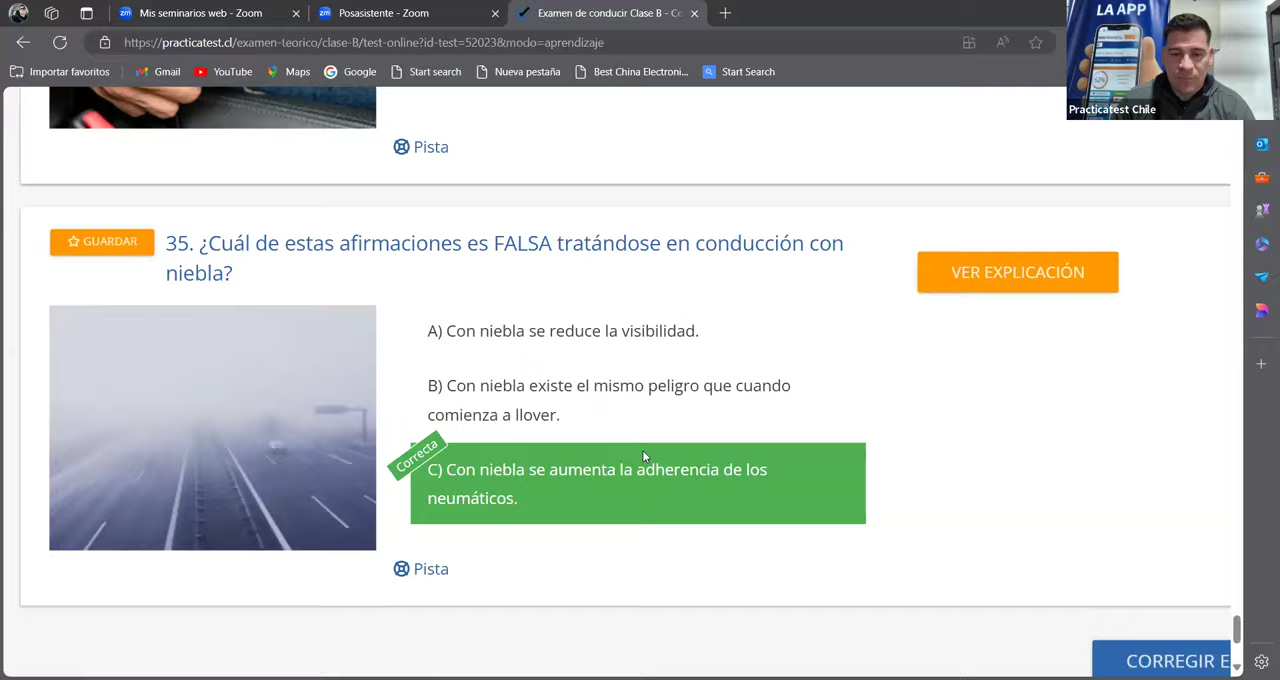 Mis seminarios web - Zoom
Posasistente - Zoom
Examen de conducir Clase B - Co
https://practicatest.cl/examen-teorico/clase-B/test-online?id-test=52023&modo=aprendizaje
Importar favoritos
Gmail
YouTube
Maps
Google
Start search
Nueva pestaña
Best China Electroni...
Start Search
LA APP
Practicatest Chile
Pista
GUARDAR
35. ¿Cuál de estas afirmaciones es FALSA tratándose en conducción con
niebla?
VER EXPLICACIÓN
A) Con niebla se reduce la visibilidad.
B) Con niebla existe el mismo peligro que cuando
comienza a llover.
Correcta
C) Con niebla se aumenta la adherencia de los
neumáticos.
Pista
CORREGIR E